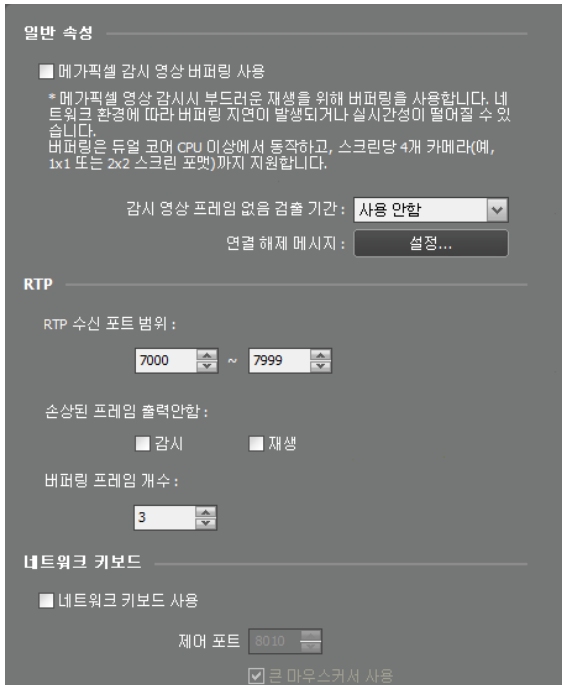 일반 속성
메가픽셀 감시 영상 버퍼링 사용
* 메가픽셀 영상 감시시 부드러운 재생을 위해 버퍼링을 사용합니다. 네
트워크 환경에 따라 버퍼링 지연이 발생되거나 실시간성이 떨어질 수 있
습니다.
버퍼링은 듀얼 코어 CPU 이상에서 동작하고, 스크린당 4개 카메라(예,
1x1 또는 2x2 스크린 포맷)까지 지원합니다.
감시 영상 프레임 없음 검출 기간 : 사용 안함
연결 해제 메시지 : 설정...
RTP
RTP 수신 포트 범위 :
7000 ~ 7999
손상된 프레임 출력안함 :
감시 재생
버퍼링 프레임 개수 :
3
네트워크 키보드
네트워크 키보드 사용
제어 포트 8010
큰 마우스커서 사용